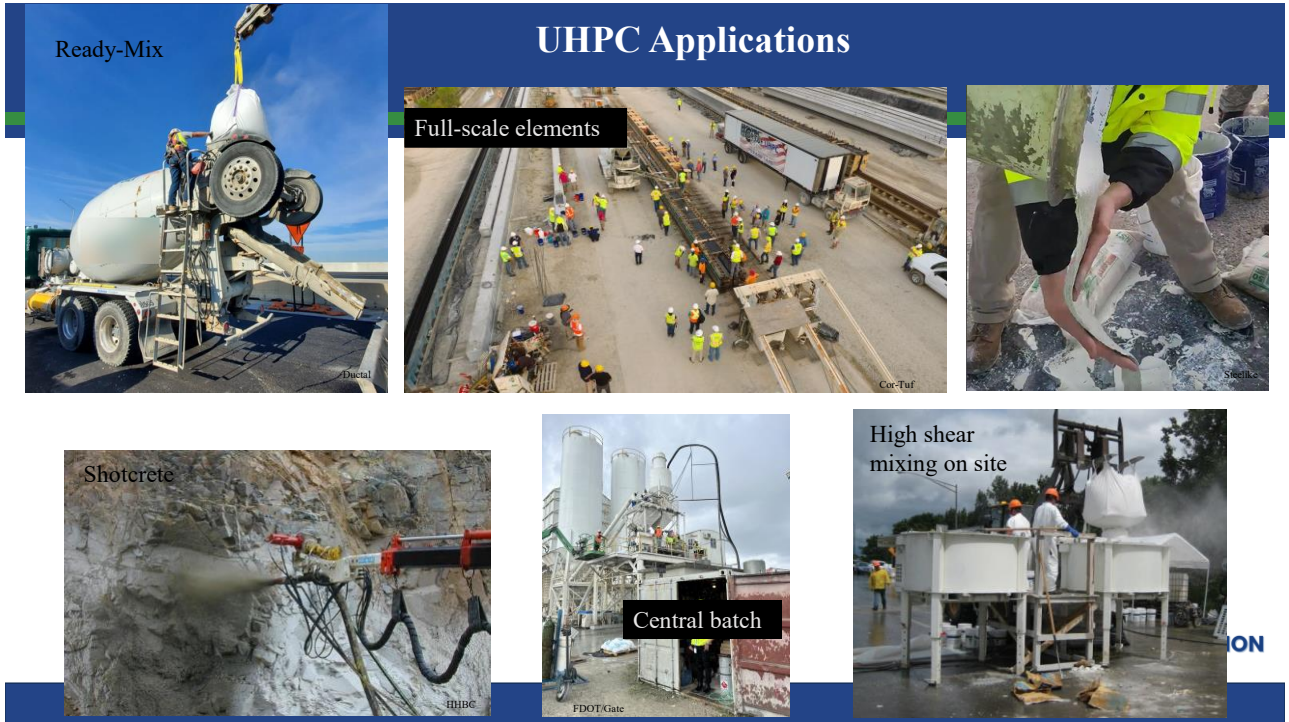 UHPC Applications
Ready-Mix
Ductal
Full-scale elements
Cor-Tuf
Steelike
Shotcrete
HHBC
Central batch
FDOT/Gate
High shear
mixing on site
ION